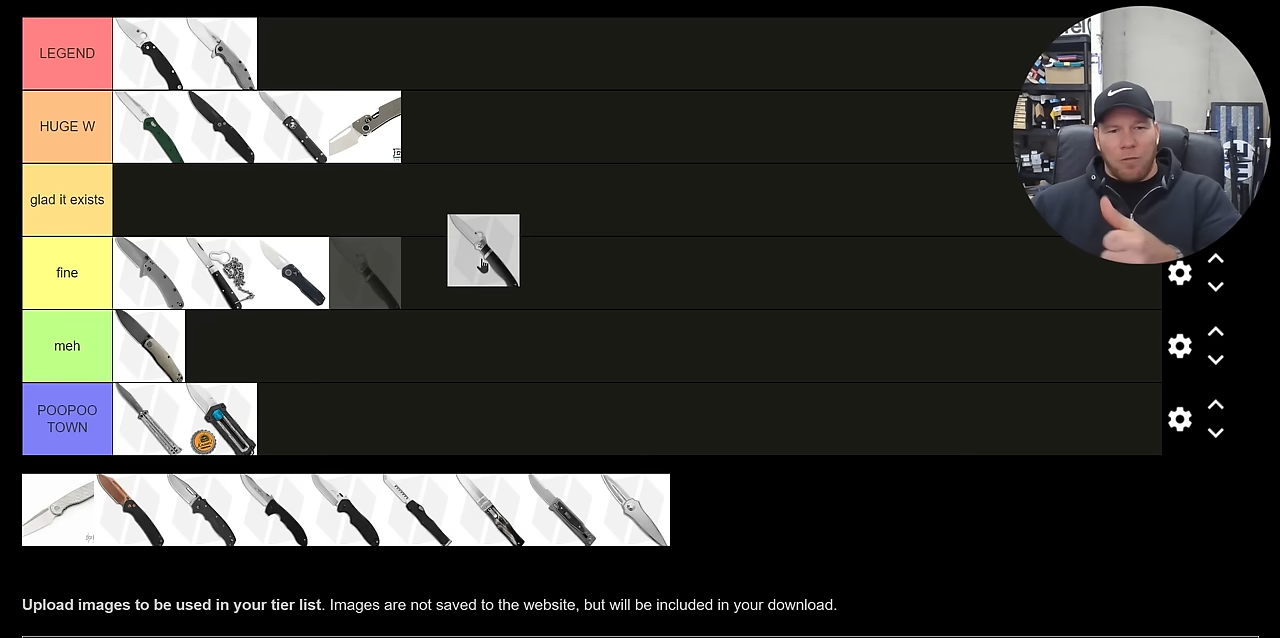 LEGEND
HUGE W
glad it exists
fine
meh
POOPOO
TOWN
Upload images to be used in your tier list. Images are not saved to the website, but will be included in your download.